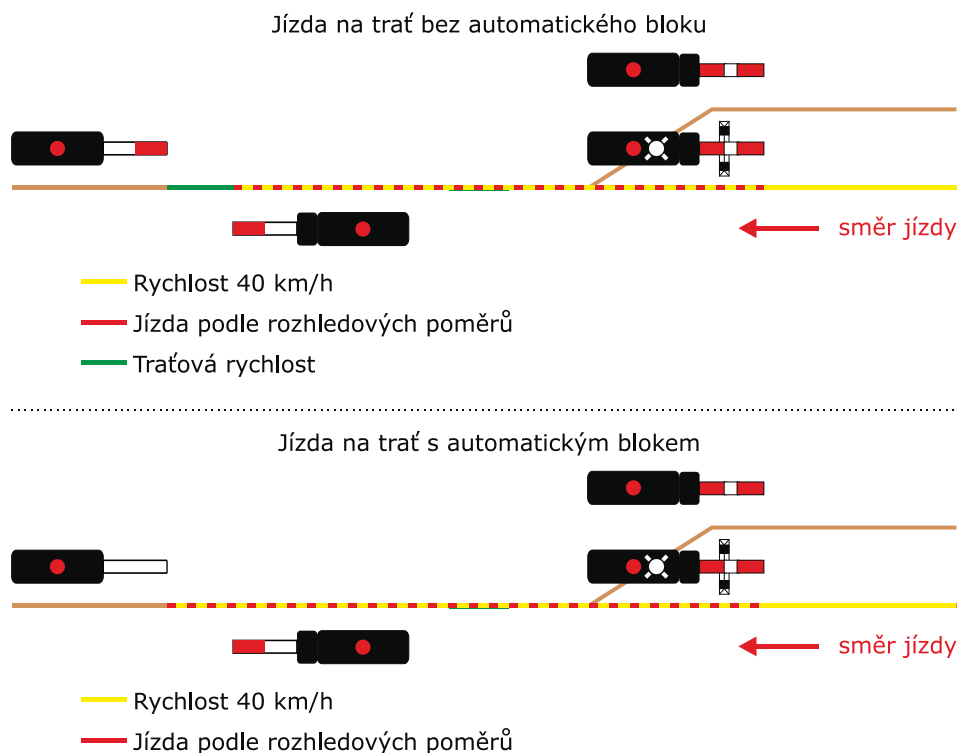 Jízda na trať bez automatického bloku
směr jízdy
Rychlost 40 km/h
Jízda podle rozhledových poměrů
Traťová rychlost
Jízda na trať s automatickým blokem
směr jízdy
Rychlost 40 km/h
Jízda podle rozhledových poměrů